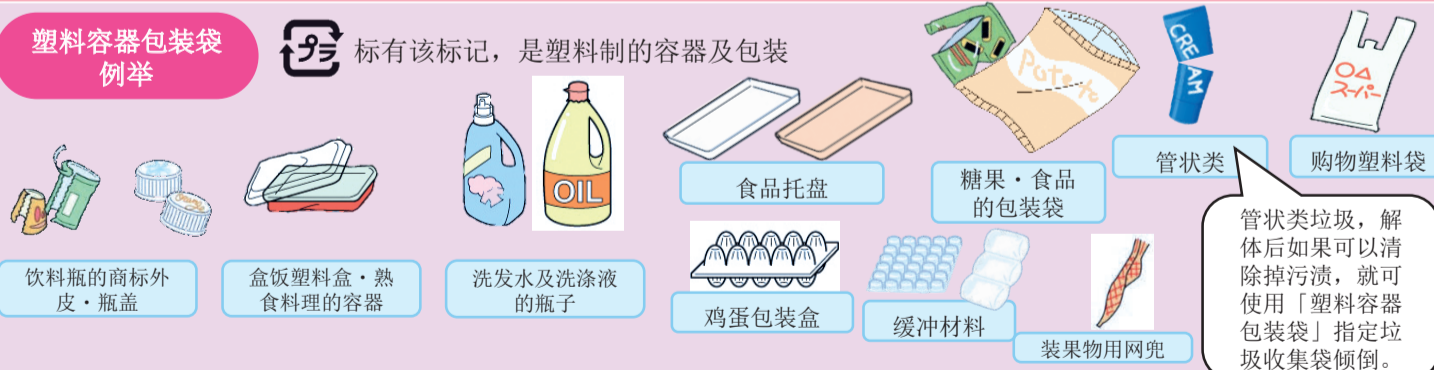 塑料容器包装袋
例举
プラ
标有该标记，是塑料制的容器及包装
OIL
Potato
CREAM
〇△
スーパー
食品托盘
糖果・食品
的包装袋
管状类
购物塑料袋
饮料瓶的商标外
皮・瓶盖
盒饭塑料盒・熟
食料理的容器
洗发水及洗涤液
的瓶子
鸡蛋包装盒
缓冲材料
装果物用网兜
管状类垃圾，解
体后如果可以清
除掉污渍，就可
使用「塑料容器
包装袋」指定垃
圾收集袋倾倒。